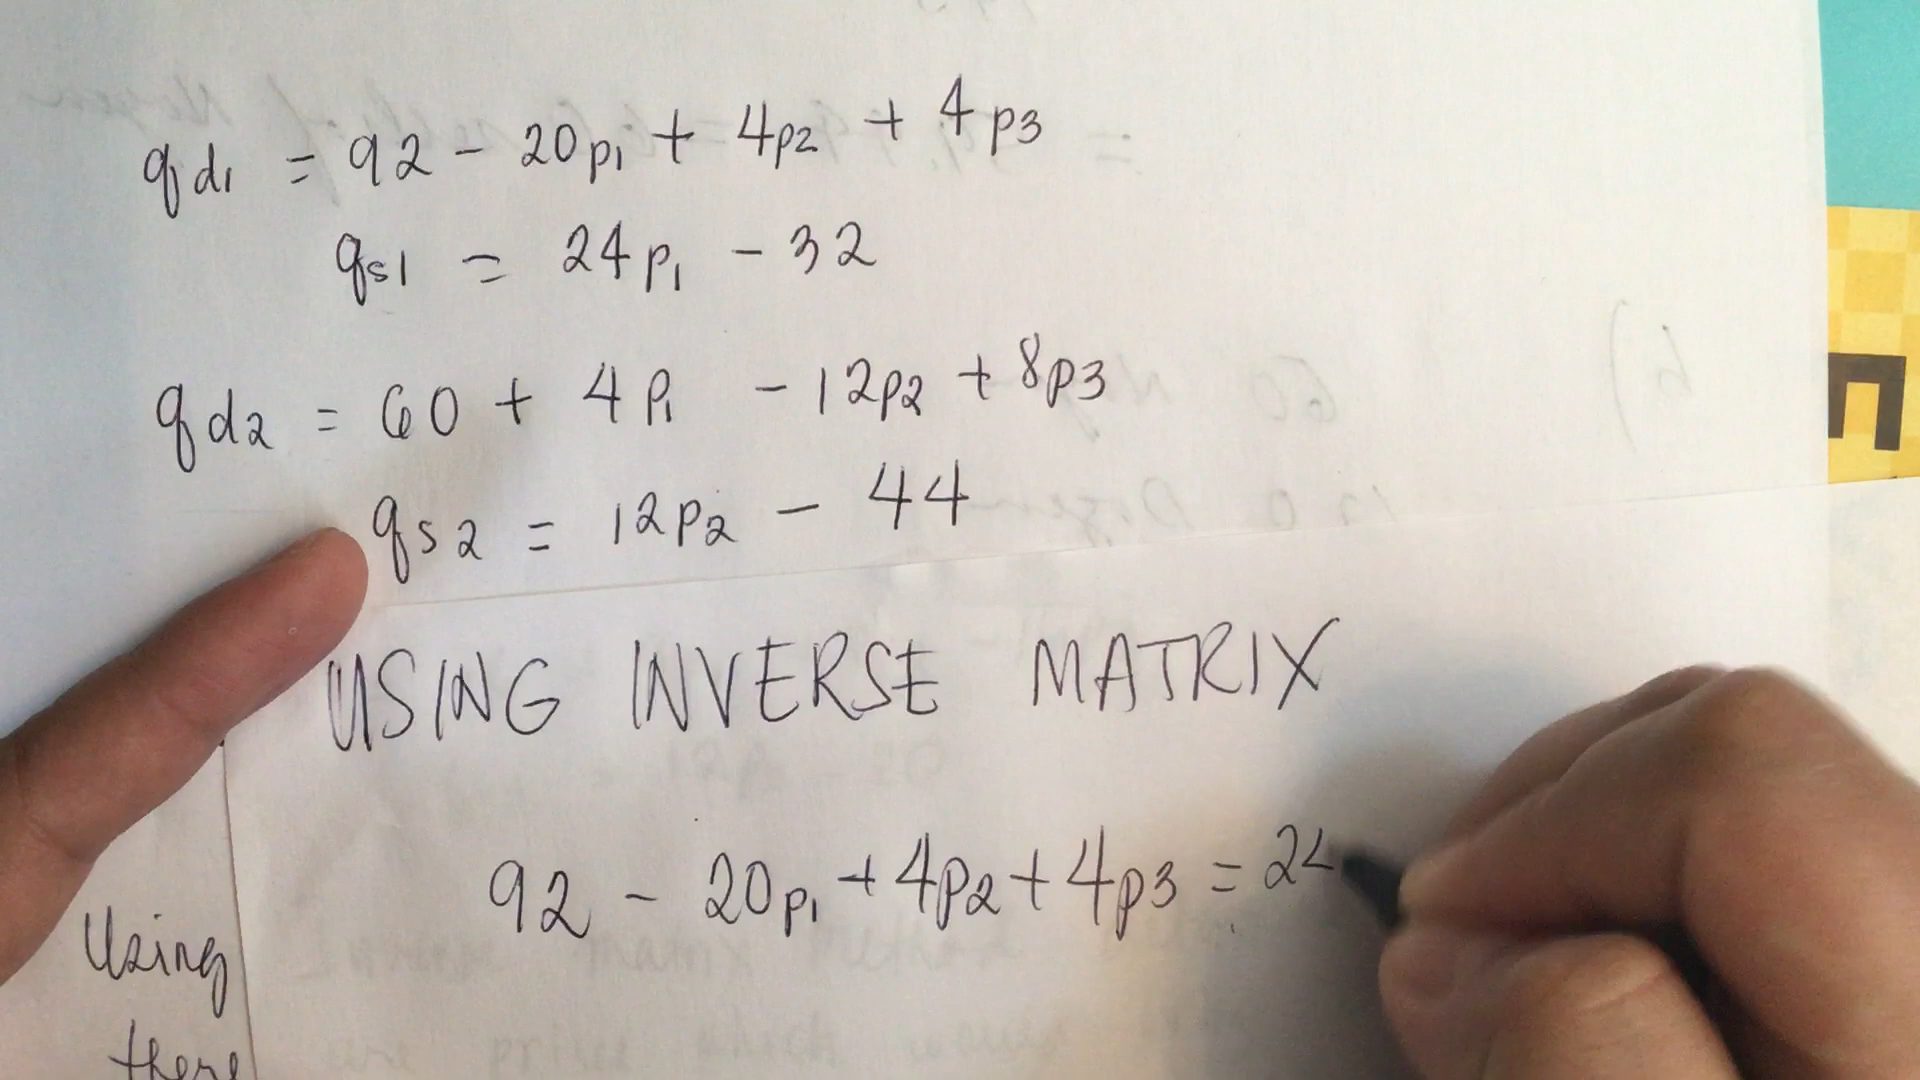 qd1 = 92 - 20p1 + 4p2 + 4p3
qs1 = 24p1 - 32
qd2 = 60 + 4p1 - 12p2 + 8p3
qs2 = 12p2 - 44
USING INVERSE MATRIX
92 - 20p1 + 4p2 + 4p3 = 24
Using
there